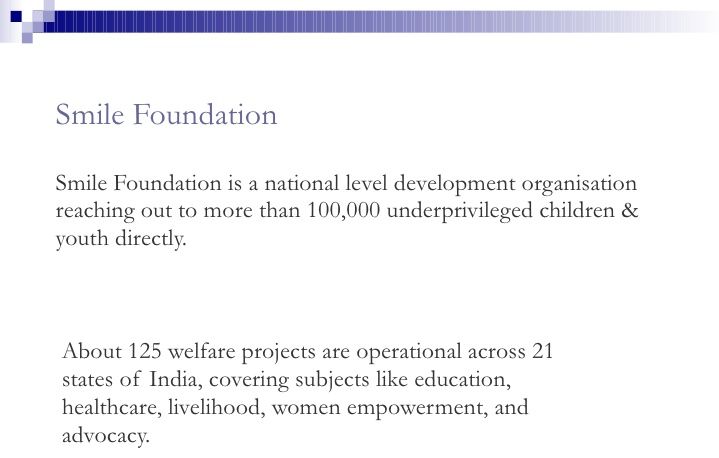 Smile Foundation
Smile Foundation is a national level development organisation
reaching out to more than 100,000 underprivileged children &
youth directly.
About 125 welfare projects are operational across 21
states of India, covering subjects like education,
healthcare, livelihood, women empowerment, and
advocacy.